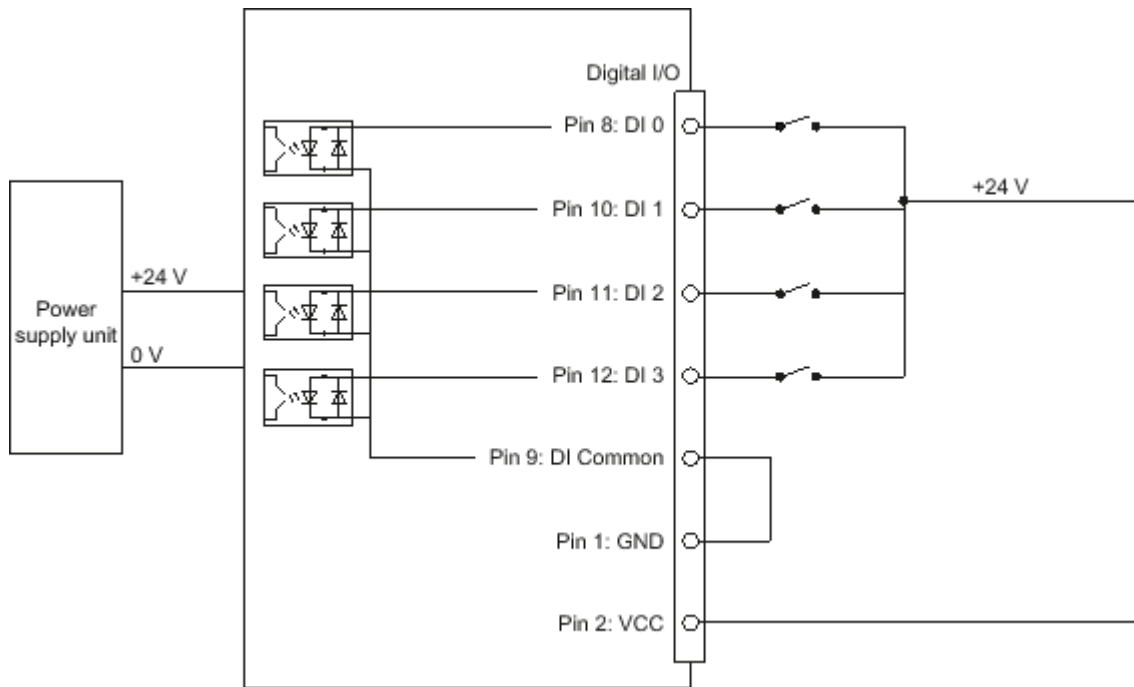 Digital I/O
Pin 8: DI 0
+24 V
Pin 10: DI 1
+24 V
Pin 11: DI 2
Power
supply unit
0 V
Pin 12: DI 3
Pin 9: DI Common
Pin 1: GND
Pin 2: VCC